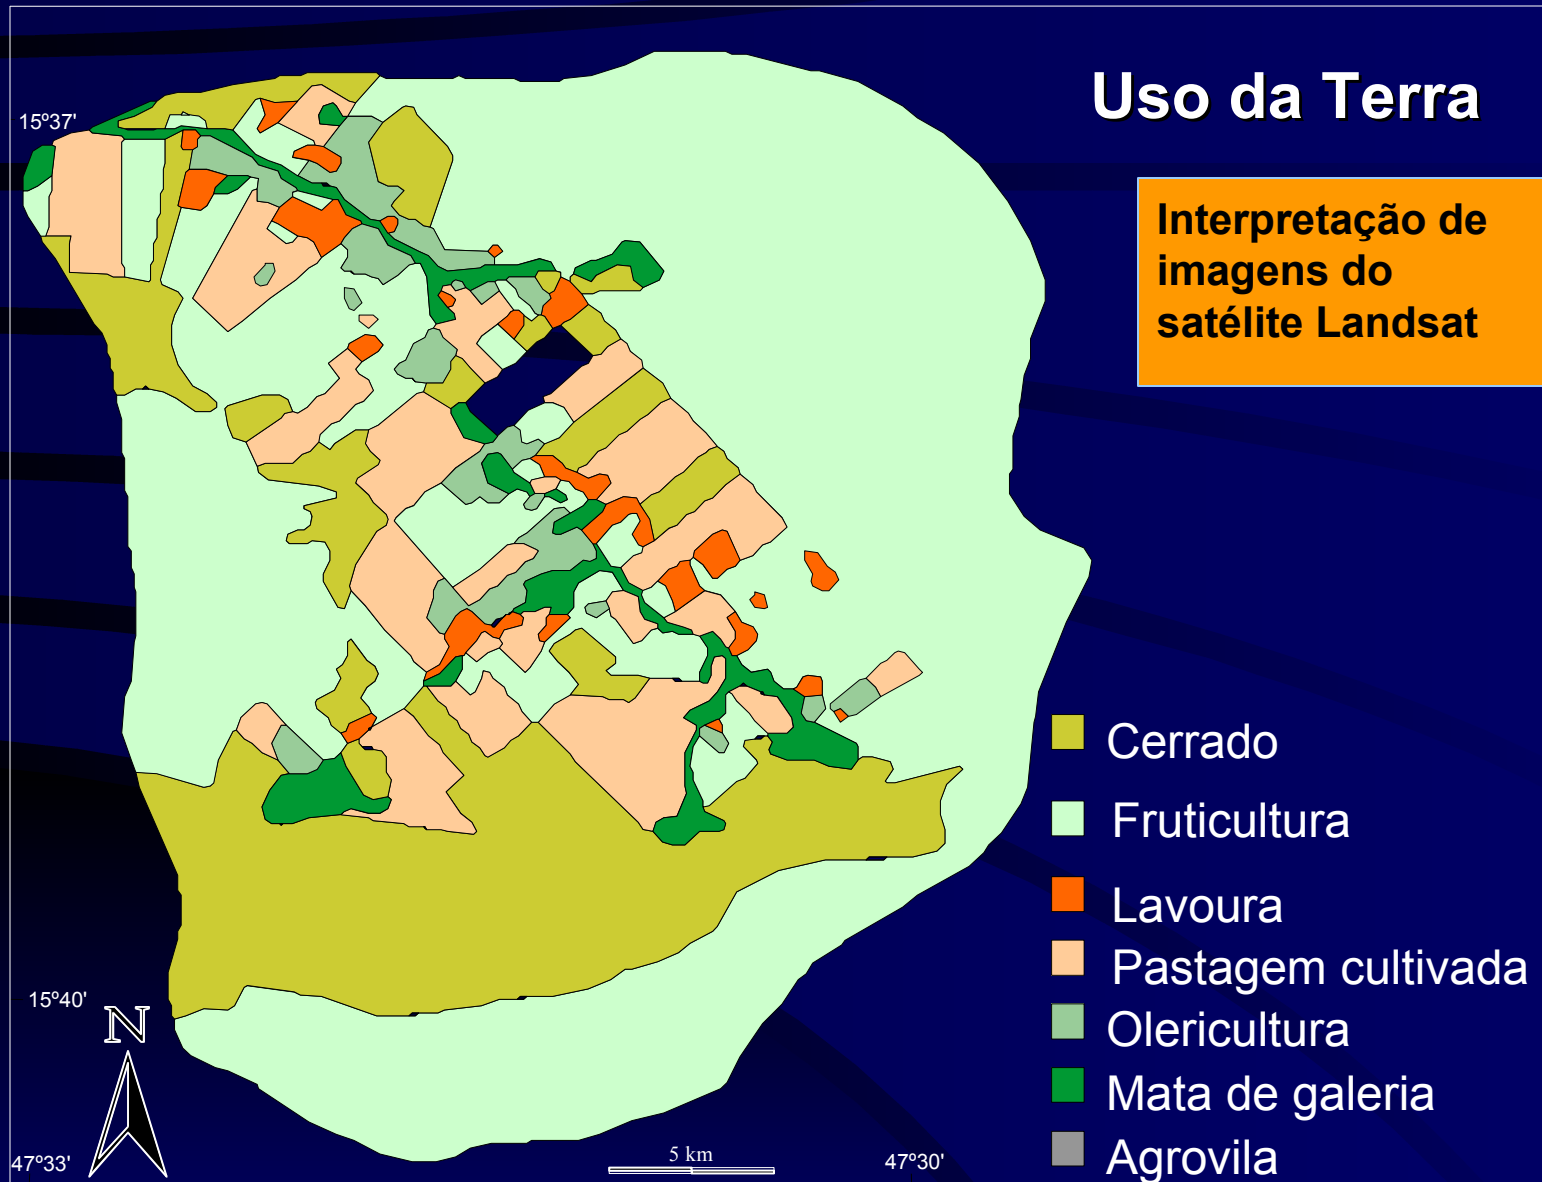 Uso da Terra
15º37'
Interpretação de
imagens do
satélite Landsat
Cerrado
Fruticultura
Lavoura
Pastagem cultivada
Olericultura
Mata de galeria
Agrovila
15º40'
N
47º33'
5 km
47º30'